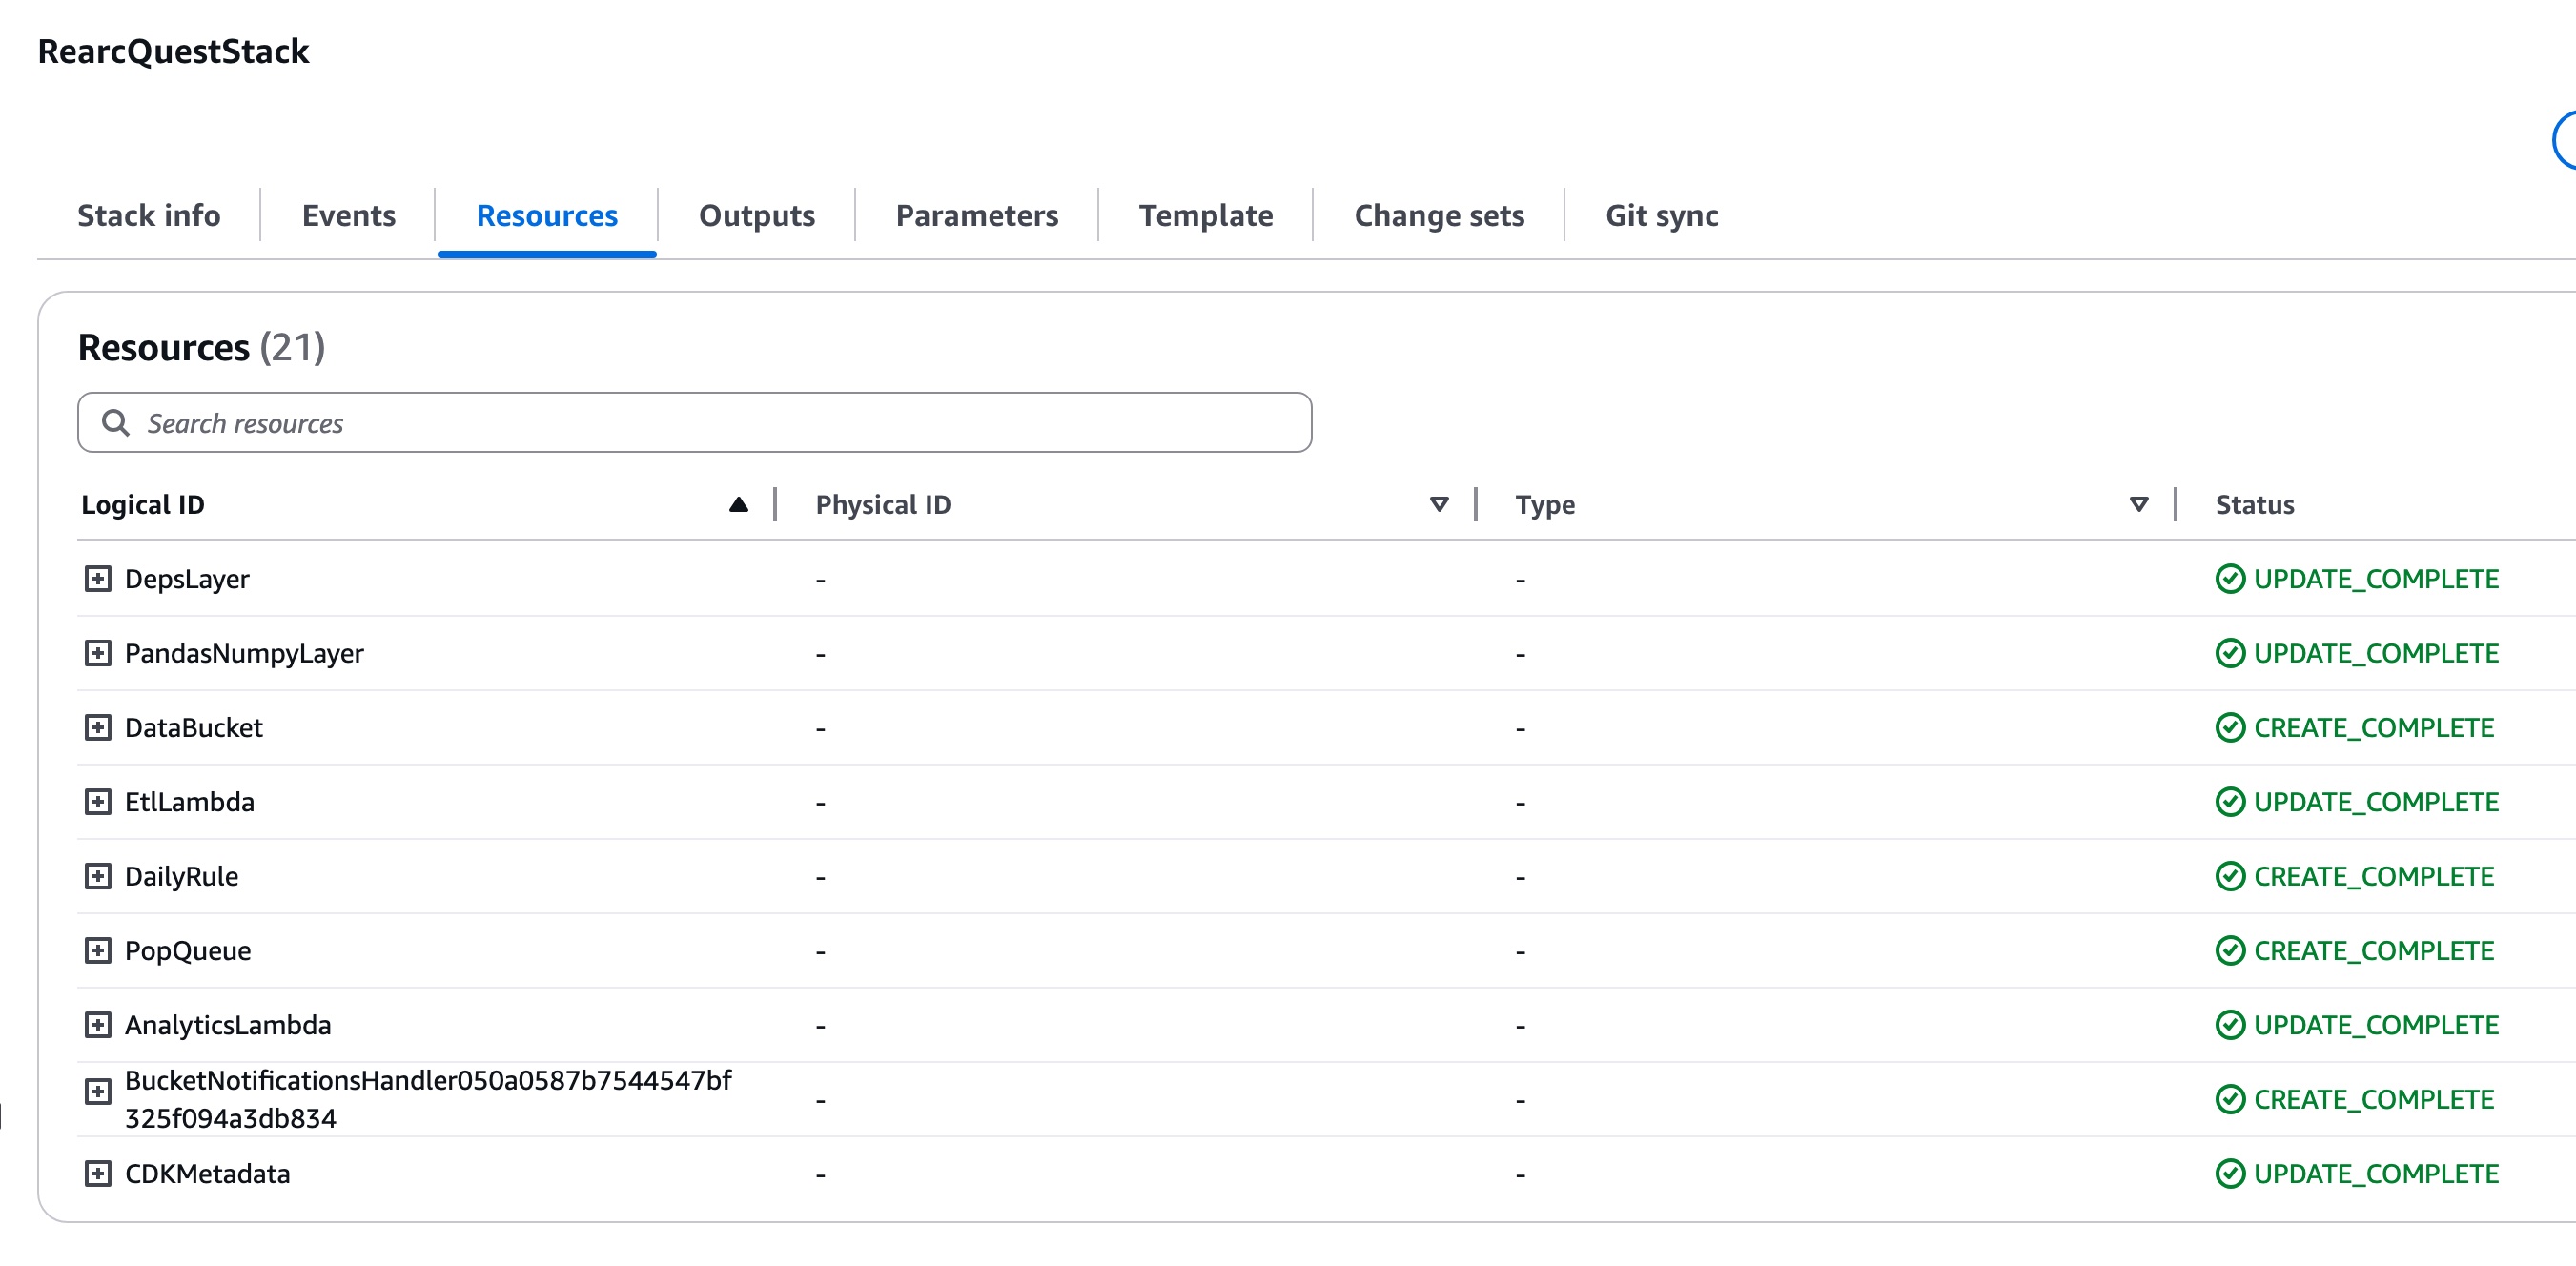 RearcQuestStack
Stack info Events Resources Outputs Parameters Template Change sets Git sync
Resources (21)
Search resources
Logical ID Physical ID Type Status
DepsLayer - - UPDATE_COMPLETE
PandasNumpyLayer - - UPDATE_COMPLETE
DataBucket - - CREATE_COMPLETE
EtlLambda - - UPDATE_COMPLETE
DailyRule - - CREATE_COMPLETE
PopQueue - - CREATE_COMPLETE
AnalyticsLambda - - UPDATE_COMPLETE
BucketNotificationsHandler050a0587b7544547bf
325f094a3db834 - - CREATE_COMPLETE
CDKMetadata - - UPDATE_COMPLETE